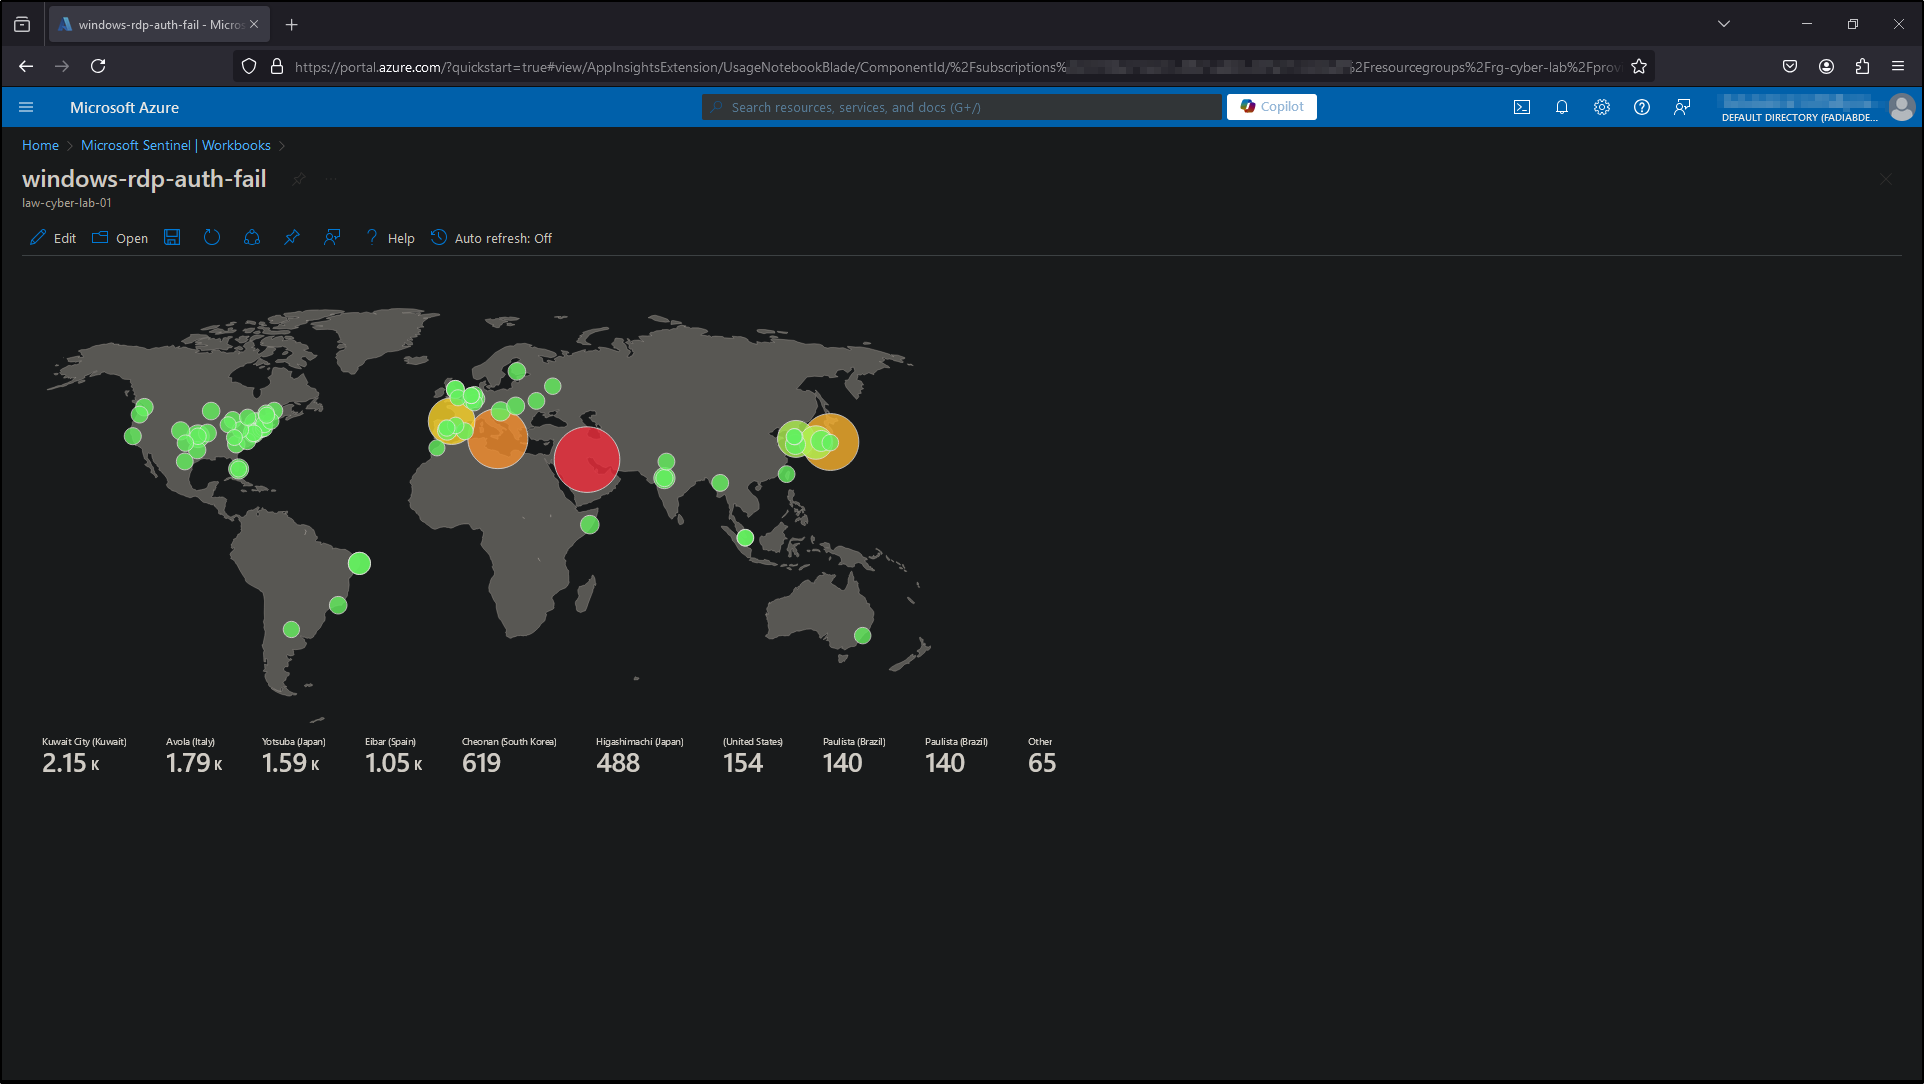 windows-rdp-auth-fail - Micros
https://portal.azure.com/?quickstart=true#view/AppInsightsExtension/UsageNotebookBlade/ComponentId/%2Fsubscriptions% 2Fresourcegroups%2Frg-cyber-lab%2Fprov
Microsoft Azure
Search resources, services, and docs (G+/)
Copilot
DEFAULT DIRECTORY (FADIABDE...
Home > Microsoft Sentinel | Workbooks >
windows-rdp-auth-fail
law-cyber-lab-01
Edit Open Help Auto refresh: Off
Kuwait City (Kuwait) Avola (Italy) Yotsuba (Japan) Eibar (Spain) Cheonan (South Korea) Higashimachi (Japan) (United States) Paulista (Brazil) Paulista (Brazil) Other
2.15 K 1.79 K 1.59 K 1.05 K 619 488 154 140 140 65